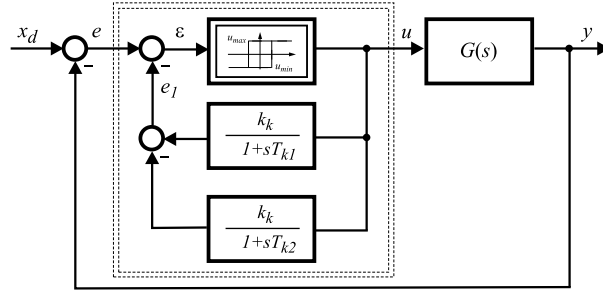 x_d
e
ε
u
y
u_max
u_min
G(s)
e_1
k_k
1+sT_k1
k_k
1+sT_k2
-
-
-